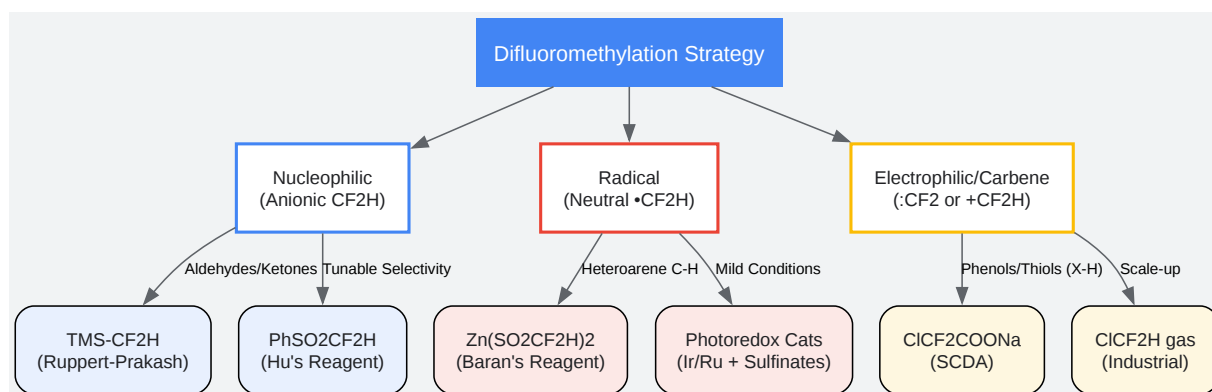 Difluoromethylation Strategy
Nucleophilic
(Anionic CF2H)
Radical
(Neutral •CF2H)
Electrophilic/Carbene
(:CF2 or +CF2H)
Aldehydes/Ketones
Tunable Selectivity
Heteroarene C-H
Mild Conditions
Phenols/Thiols (X-H)
Scale-up
TMS-CF2H
(Ruppert-Prakash)
PhSO2CF2H
(Hu's Reagent)
Zn(SO2CF2H)2
(Baran's Reagent)
Photoredox Cats
(Ir/Ru + Sulfinates)
ClCF2COONa
(SCDA)
ClCF2H gas
(Industrial)